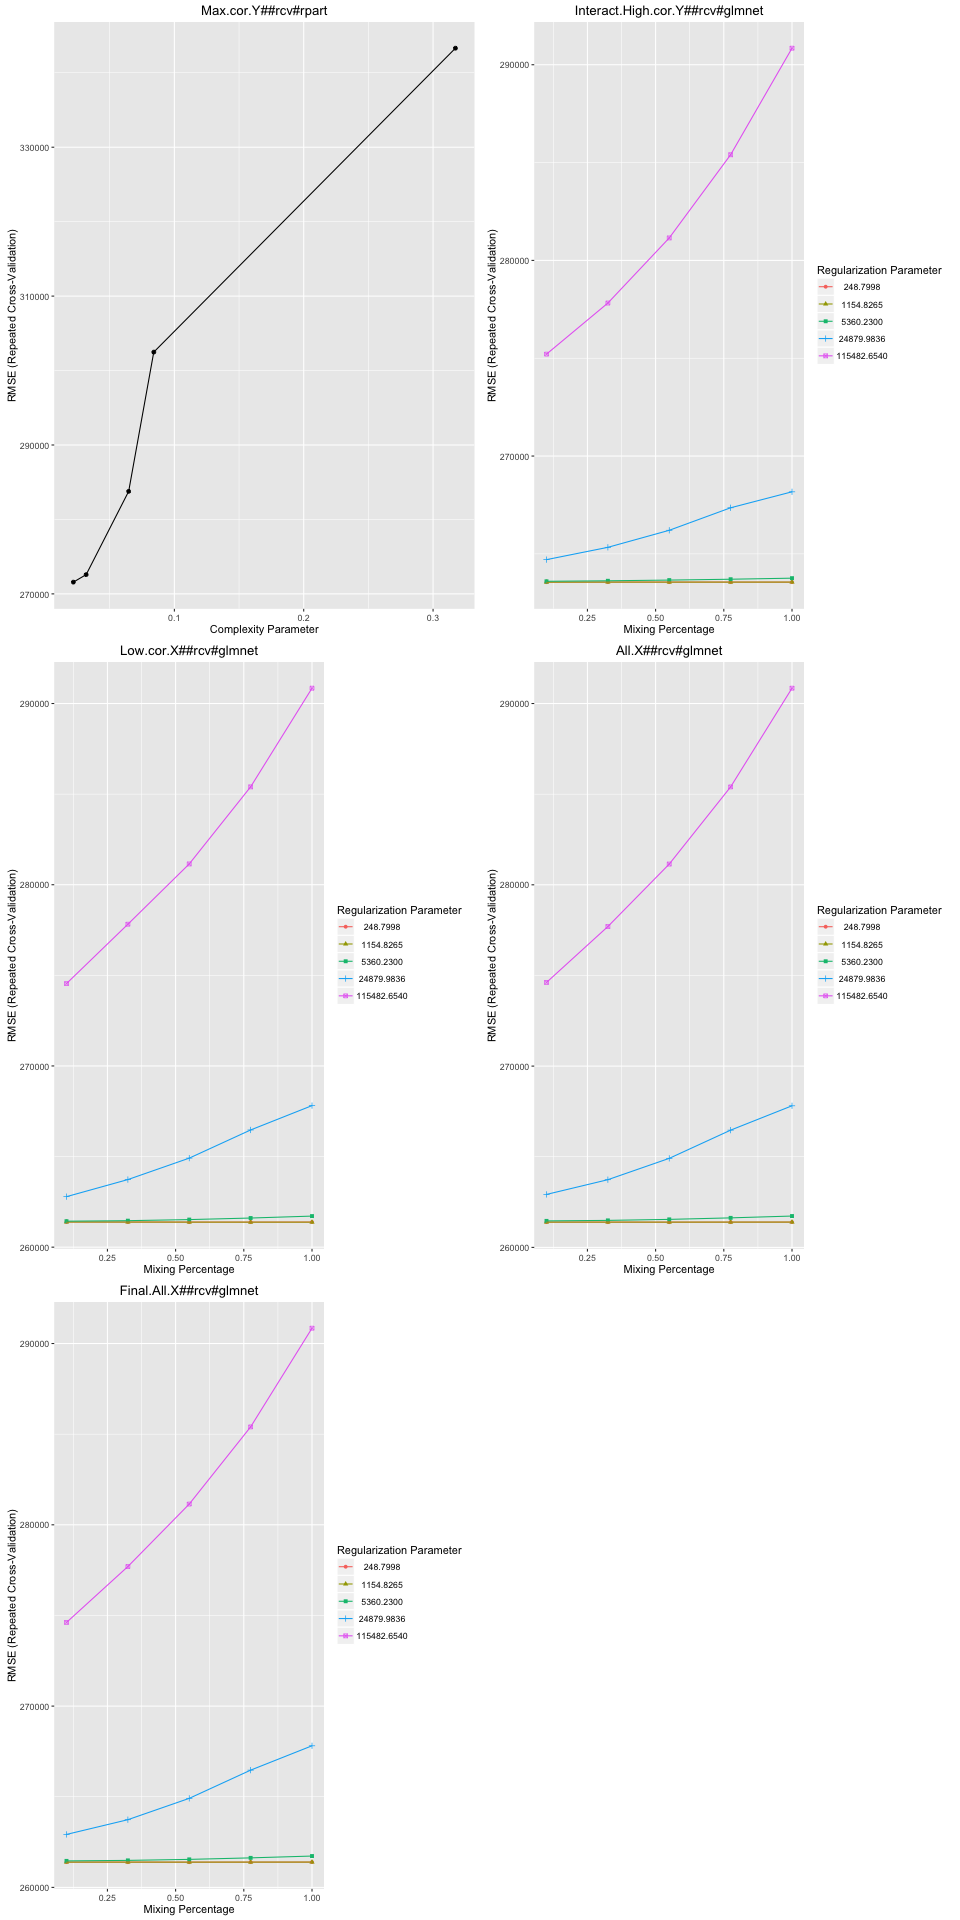 Max.cor.Y##rcv#rpart
RMSE (Repeated Cross-Validation)
330000
310000
290000
270000
0.1 0.2 0.3
Complexity Parameter
Interact.High.cor.Y##rcv#glmnet
RMSE (Repeated Cross-Validation)
290000
280000
270000
0.25 0.50 0.75 1.00
Mixing Percentage
Regularization Parameter
248.7998
1154.8265
5360.2300
24879.9836
115482.6540
Low.cor.X##rcv#glmnet
RMSE (Repeated Cross-Validation)
290000
280000
270000
260000
0.25 0.50 0.75 1.00
Mixing Percentage
Regularization Parameter
248.7998
1154.8265
5360.2300
24879.9836
115482.6540
All.X##rcv#glmnet
RMSE (Repeated Cross-Validation)
290000
280000
270000
260000
0.25 0.50 0.75 1.00
Mixing Percentage
Regularization Parameter
248.7998
1154.8265
5360.2300
24879.9836
115482.6540
Final.All.X##rcv#glmnet
RMSE (Repeated Cross-Validation)
290000
280000
270000
260000
0.25 0.50 0.75 1.00
Mixing Percentage
Regularization Parameter
248.7998
1154.8265
5360.2300
24879.9836
115482.6540